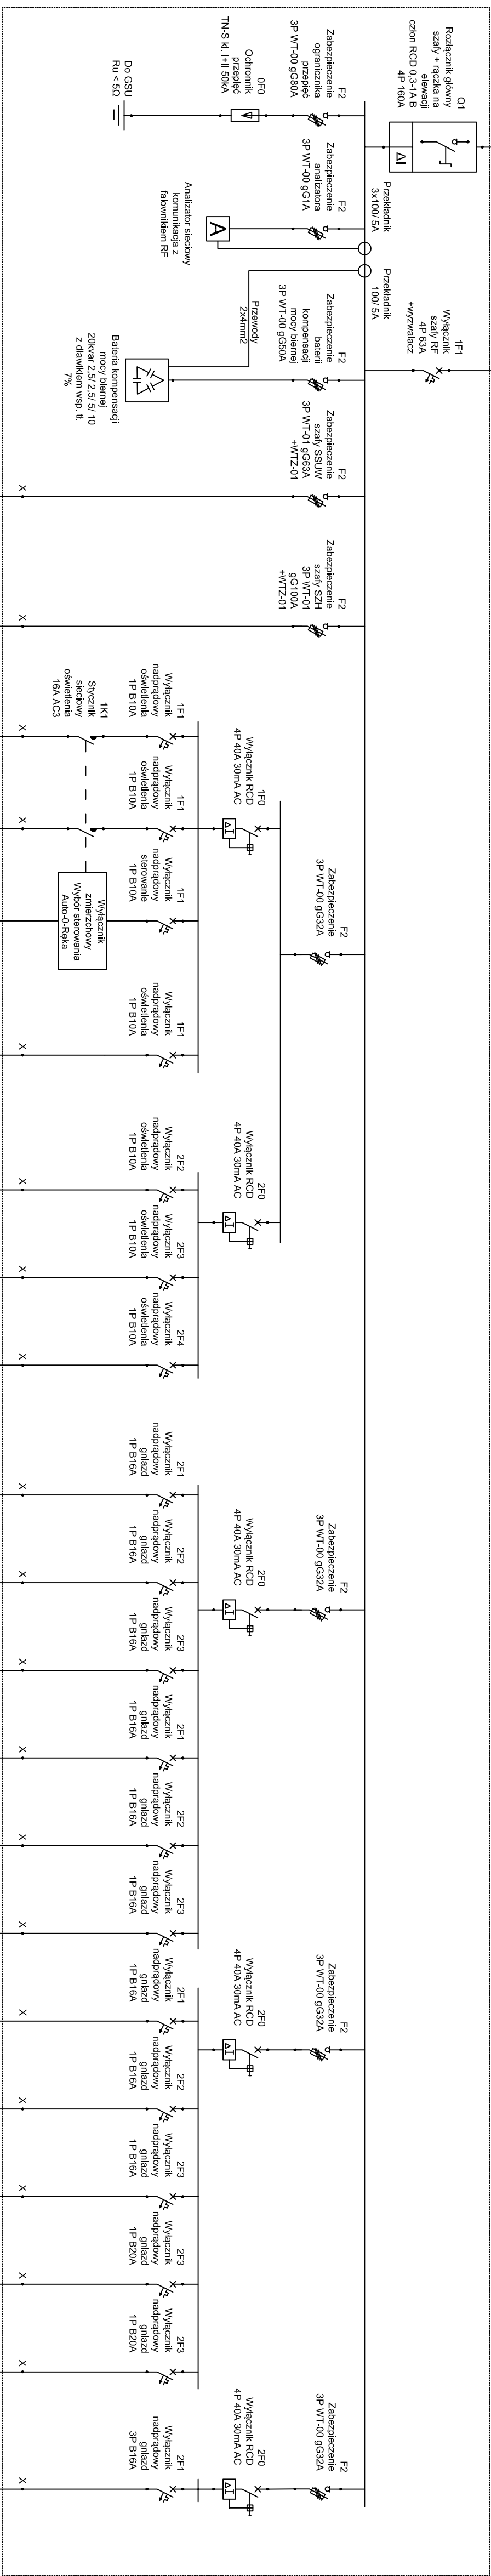 Q1
Rozłącznik główny
szafy + rączka na
elewacji
człon RCD 0,3-1A B
4P 160A
ΔI
F2
Zabezpieczenie
ogranicznika
przepięć
3P WT-00 gG80A
0F0
Ochronnik
przepięć
TN-S kl. I+II 50kA
Do GSU
Ru < 5Ω
Przekładnik
3x100/ 5A
F2
Zabezpieczenie
analizatora
3P WT-00 gG1A
A
Analizator sieciowy
komunikacja z
falownikiem RF
Przekładnik
100/ 5A
1F1
Wyłącznik
szafy RF
4P 63A
+wyzwalacz
F2
Zabezpieczenie
baterii
kompensacji
mocy biernej
3P WT-00 gG50A
Przewody
2x4mm2
Bateria kompensacji
mocy biernej
20kvar 2,5/ 2,5/ 5/ 10
z dławikiem wsp. tł.
7%
F2
Zabezpieczenie
szafy SSUW
3P WT-01 gG63A
+WTZ-01
X
F2
Zabezpieczenie
szafy SZH
3P WT-01
gG100A
+WTZ-01
X
F2
Zabezpieczenie
3P WT-00 gG32A
1F0
Wyłącznik RCD
4P 40A 30mA AC
ΔI
1F1
Wyłącznik
nadprądowy
oświetlenia
1P B10A
1K1
Stycznik
sieciowy
oświetlenia
16A AC3
X
1F1
Wyłącznik
nadprądowy
oświetlenia
1P B10A
X
1F1
Wyłącznik
nadprądowy
sterowanie
1P B10A
Wyłącznik
zmierzchowy
Wybór sterowania
Auto-0-Ręka
1F1
Wyłącznik
nadprądowy
oświetlenia
1P B10A
X
2F0
Wyłącznik RCD
4P 40A 30mA AC
ΔI
2F2
Wyłącznik
nadprądowy
oświetlenia
1P B10A
X
2F3
Wyłącznik
nadprądowy
oświetlenia
1P B10A
X
2F4
Wyłącznik
nadprądowy
oświetlenia
1P B10A
X
F2
Zabezpieczenie
3P WT-00 gG32A
2F0
Wyłącznik RCD
4P 40A 30mA AC
ΔI
2F1
Wyłącznik
nadprądowy
gniazd
1P B16A
X
2F2
Wyłącznik
nadprądowy
gniazd
1P B16A
X
2F3
Wyłącznik
nadprądowy
gniazd
1P B16A
X
2F1
Wyłącznik
nadprądowy
gniazd
1P B16A
X
2F2
Wyłącznik
nadprądowy
gniazd
1P B16A
X
2F3
Wyłącznik
nadprądowy
gniazd
1P B16A
X
F2
Zabezpieczenie
3P WT-00 gG32A
2F0
Wyłącznik RCD
4P 40A 30mA AC
ΔI
2F1
Wyłącznik
nadprądowy
gniazd
1P B16A
X
2F2
Wyłącznik
nadprądowy
gniazd
1P B16A
X
2F3
Wyłącznik
nadprądowy
gniazd
1P B16A
X
2F3
Wyłącznik
nadprądowy
gniazd
1P B20A
X
2F3
Wyłącznik
nadprądowy
gniazd
1P B20A
X
F2
Zabezpieczenie
3P WT-00 gG32A
2F0
Wyłącznik RCD
4P 40A 30mA AC
ΔI
2F1
Wyłącznik
nadprądowy
gniazd
3P B16A
X